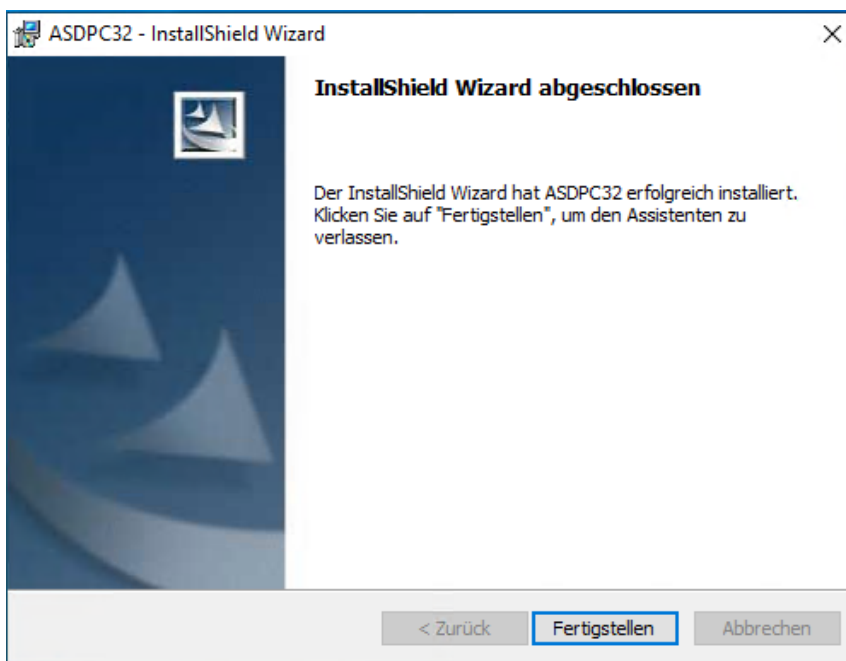 ASDPC32 - InstallShield Wizard
InstallShield Wizard abgeschlossen
Der InstallShield Wizard hat ASDPC32 erfolgreich installiert.
Klicken Sie auf "Fertigstellen", um den Assistenten zu
verlassen.
< Zurück
Fertigstellen
Abbrechen